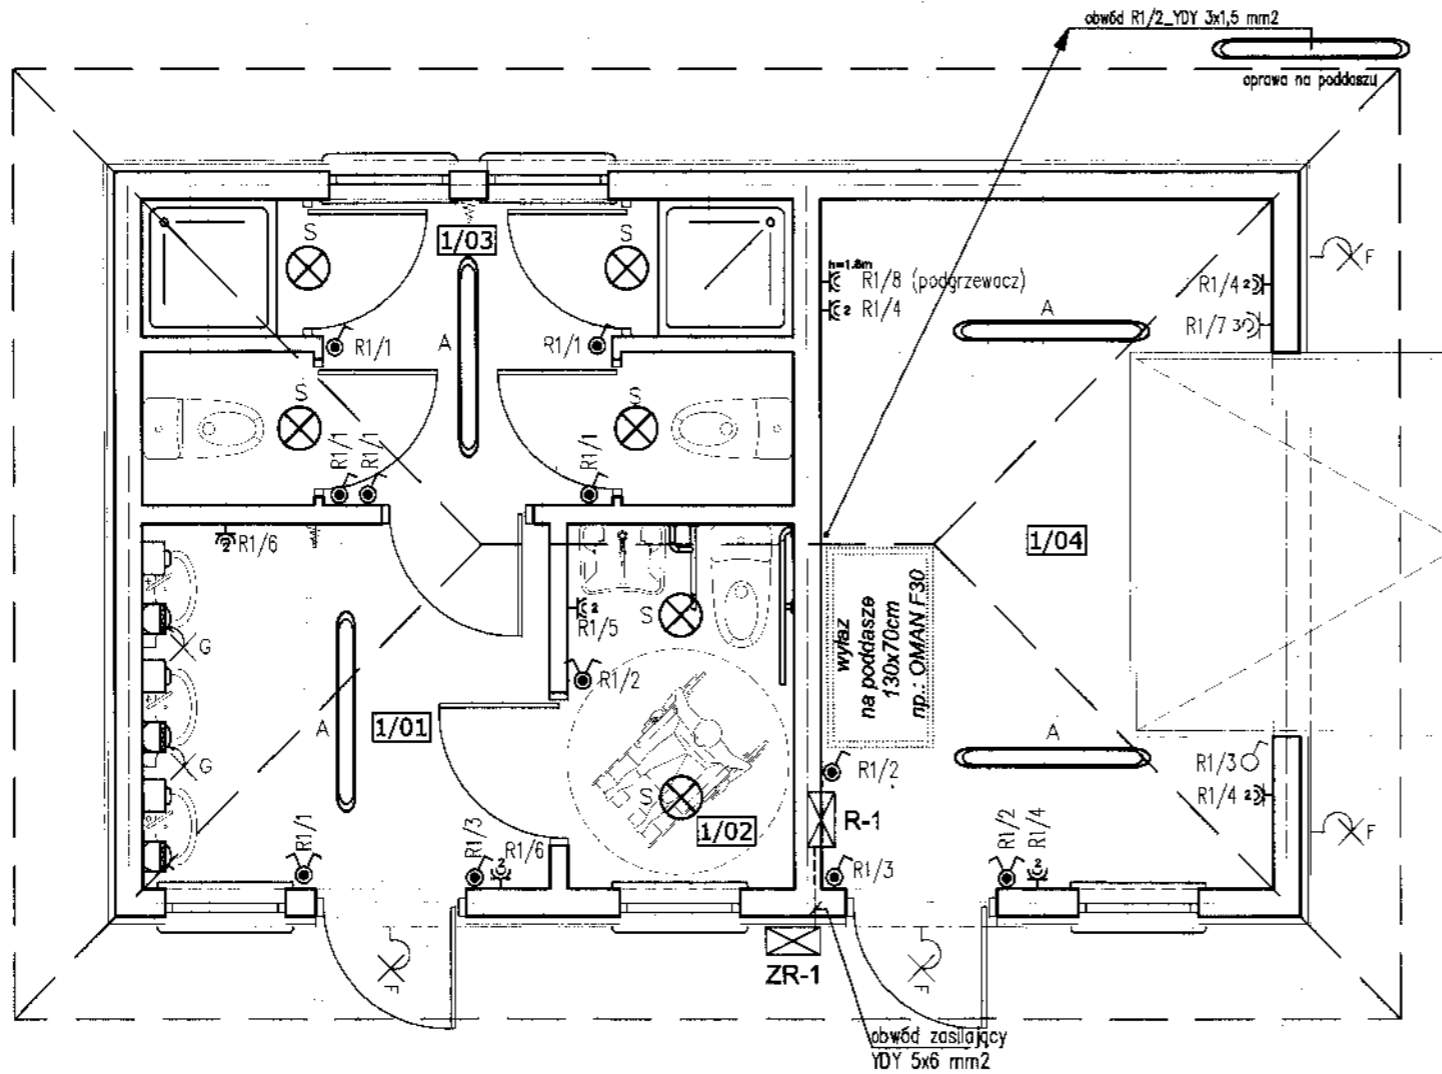 obwód R1/2_YDY 3x1,5 mm2
oprawa na poddaszu
1/03
S
S
h=1.8m
R1/8 (podgrzewacz)
2 R1/4
R1/4 2
R1/7 3
F
A
A
R1/1
R1/1
S
S
R1/1
R1/1
R1/1
2 R1/6
1/04
2
R1/5
S
wyłaz
na poddasze
130x70cm
np.: OMAN F30
G
R1/2
A
1/01
A
G
R1/2
R1/3
R1/4 2
S
1/02
R-1
F
R1/1
R1/3
2 R1/6
R1/3
R1/2
R1/4
2
F
F
ZR-1
obwód zasilający
YDY 5x6 mm2